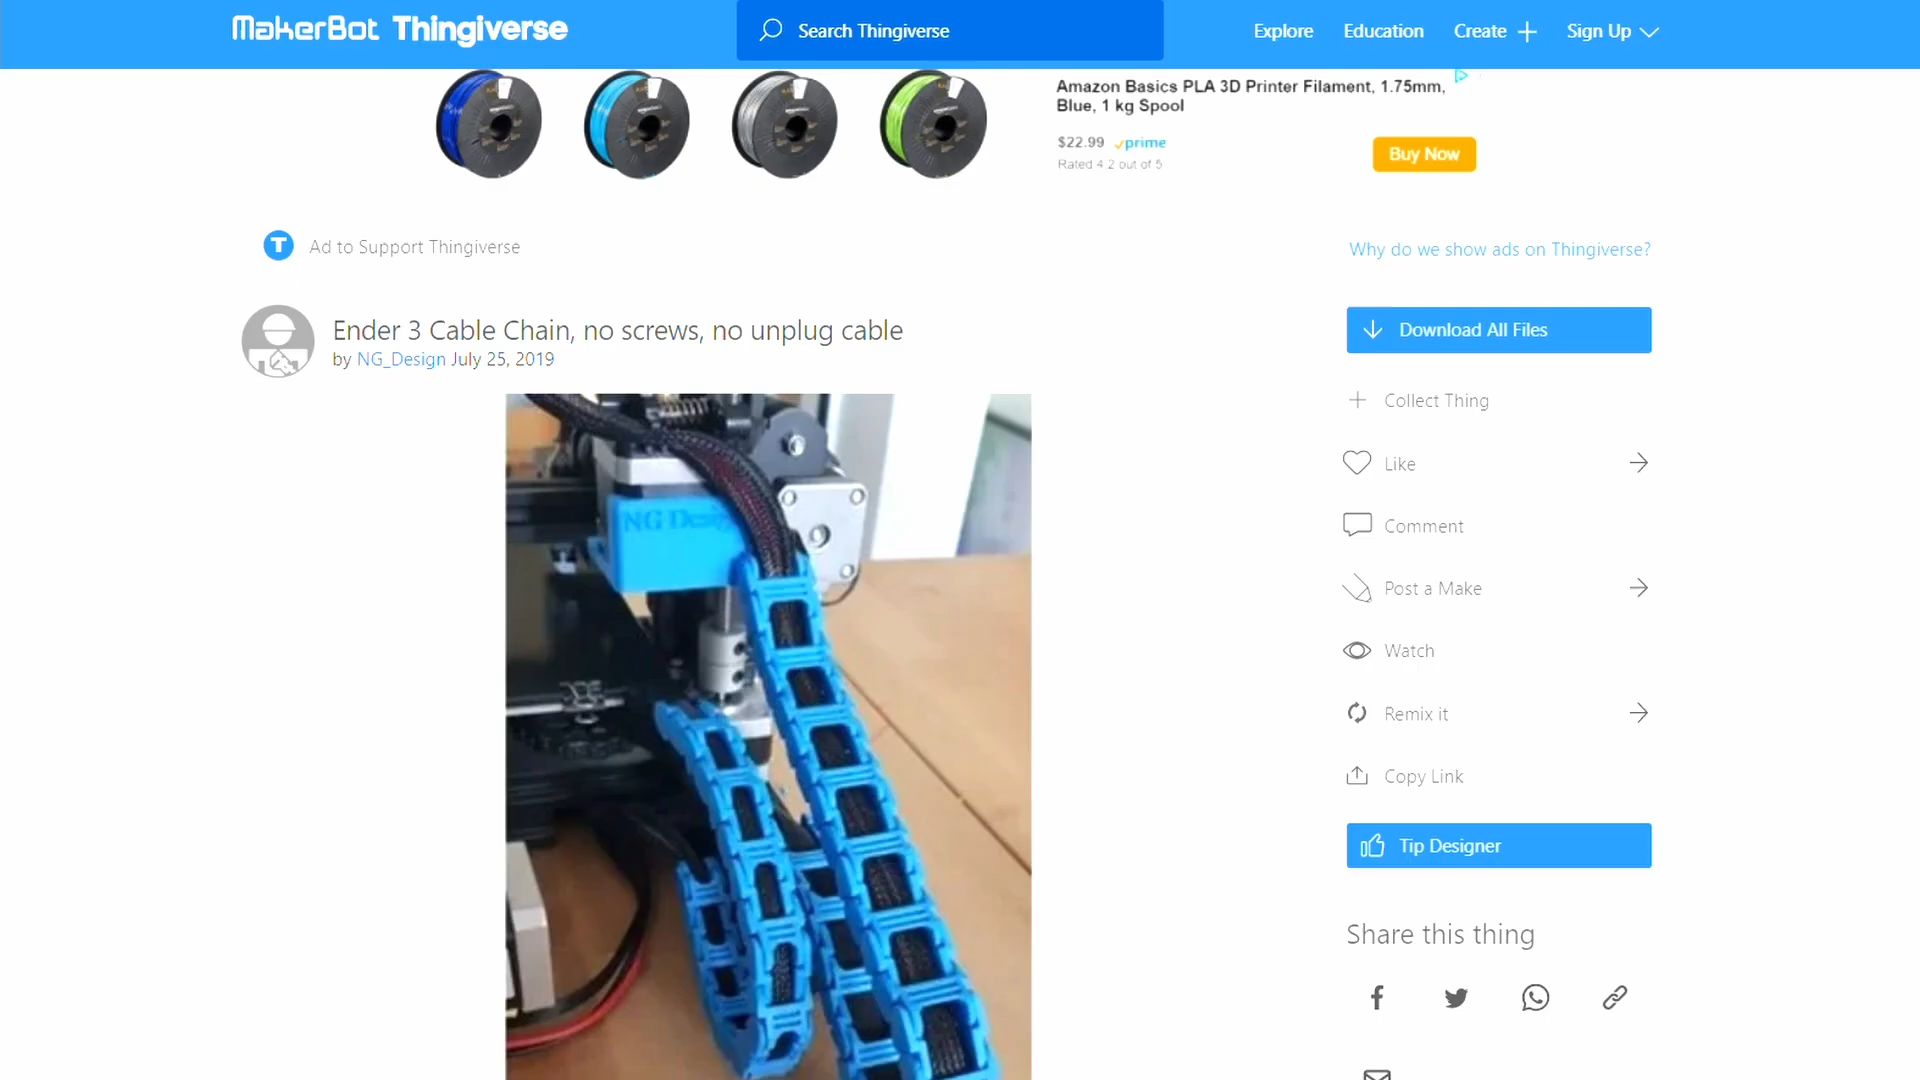 MakerBot Thingiverse
Search Thingiverse
Explore
Education
Create
Sign Up
Amazon Basics PLA 3D Printer Filament, 1.75mm,
Blue, 1 kg Spool
$22.99 prime
Rated 4.2 out of 5
Buy Now
T Ad to Support Thingiverse
Why do we show ads on Thingiverse?
Ender 3 Cable Chain, no screws, no unplug cable
by NG_Design July 25, 2019
NG Design
Download All Files
Collect Thing
Like
Comment
Post a Make
Watch
Remix it
Copy Link
Tip Designer
Share this thing